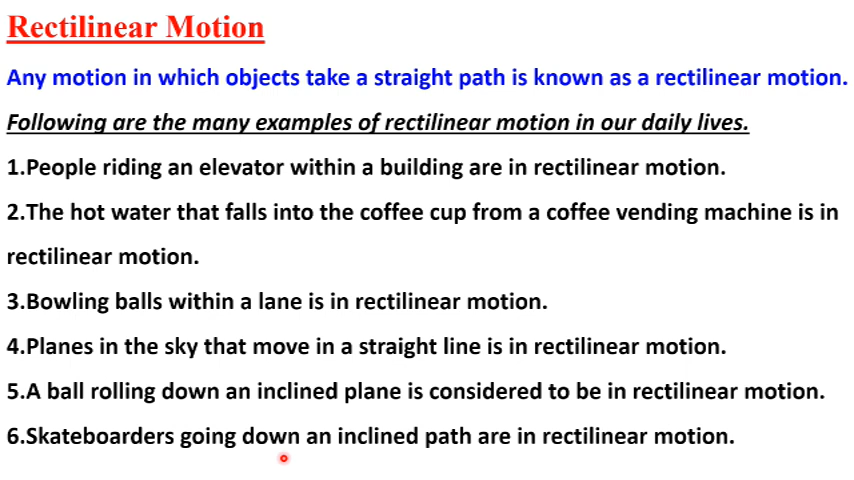 Rectilinear Motion
Any motion in which objects take a straight path is known as a rectilinear motion.
Following are the many examples of rectilinear motion in our daily lives.
1.People riding an elevator within a building are in rectilinear motion.
2.The hot water that falls into the coffee cup from a coffee vending machine is in
rectilinear motion.
3.Bowling balls within a lane is in rectilinear motion.
4.Planes in the sky that move in a straight line is in rectilinear motion.
5.A ball rolling down an inclined plane is considered to be in rectilinear motion.
6.Skateboarders going down an inclined path are in rectilinear motion.